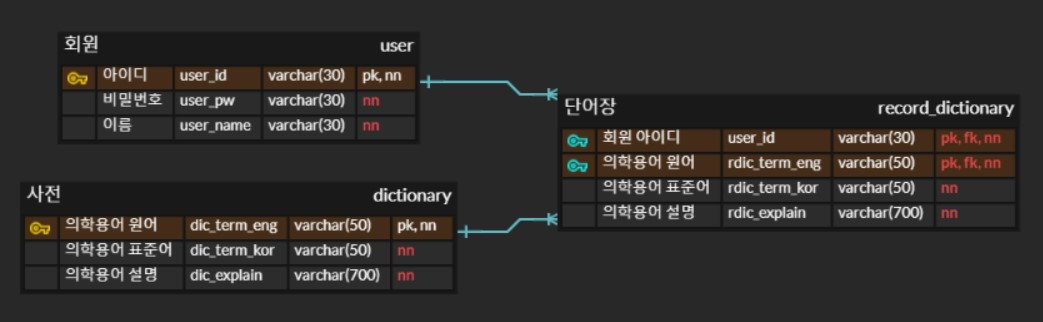 회원 user
아이디 user_id varchar(30) pk, nn
비밀번호 user_pw varchar(30) nn
이름 user_name varchar(30) nn
단어장 record_dictionary
회원 아이디 user_id varchar(30) pk, fk, nn
의학용어 원어 rdic_term_eng varchar(50) pk, fk, nn
의학용어 표준어 rdic_term_kor varchar(50) nn
의학용어 설명 rdic_explain varchar(700) nn
사전 dictionary
의학용어 원어 dic_term_eng varchar(50) pk, nn
의학용어 표준어 dic_term_kor varchar(50) nn
의학용어 설명 dic_explain varchar(700) nn